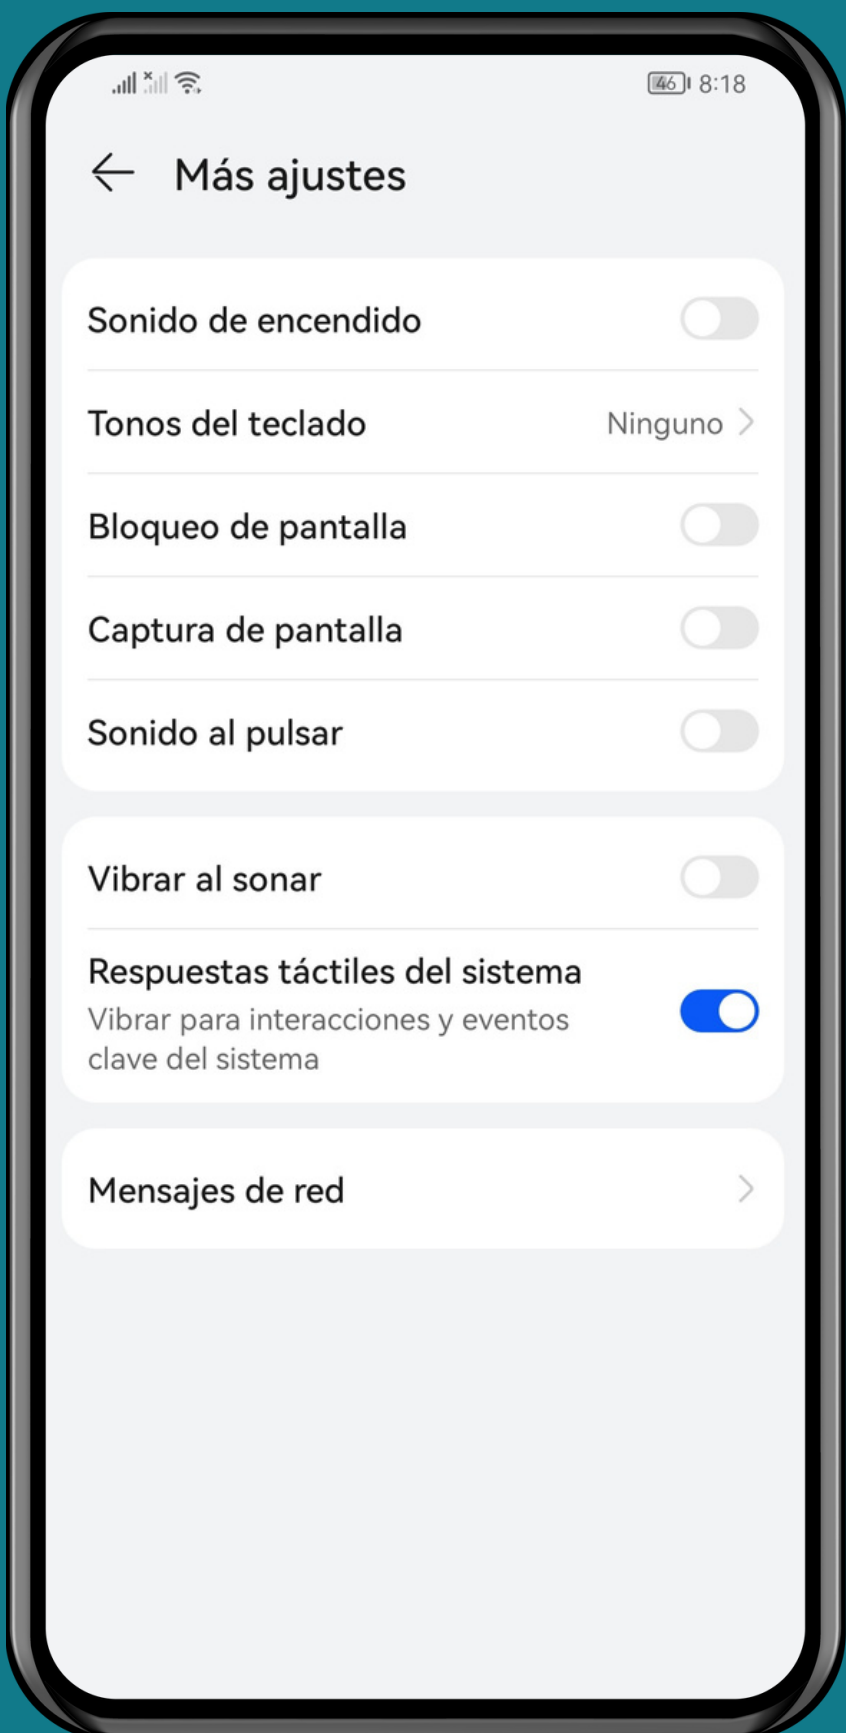 46 8:18
Más ajustes
Sonido de encendido
Tonos del teclado Ninguno
Bloqueo de pantalla
Captura de pantalla
Sonido al pulsar
Vibrar al sonar
Respuestas táctiles del sistema
Vibrar para interacciones y eventos
clave del sistema
Mensajes de red